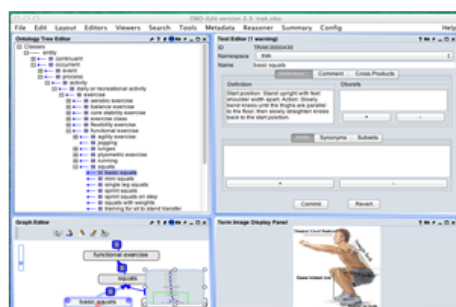 OBO-Edit version 2.3: trak.obo
File Edit Layout Editors Viewers Search Tools Metadata Reasoner Summary Config Help
Ontology Tree Editor
Classes
entity
continuant
occurrent
event
process
activity
daily or recreational activity
exercise
aerobic exercise
balance exercise
core stability exercise
exercise class
flexibility exercise
functional exercise
agility exercise
jogging
lunges
plyometric exercise
running
squats
basic squats
mini squats
single leg squats
sprint squats
sprint squats on step
squats with weights
training for sit to stand transfer
Text Editor (1 warning)
ID TRAK:0000430
Namespace trak
Name basic squats
Definition Comment Cross Products
Definition Dbxrefs
Start position: Stand upright with feet
shoulder width apart. Action: Slowly
bend knees until the thighs are parallel
to the floor; then slowly straighten knees
back to the start position.
Synonyms Subsets
Commit Revert
Graph Editor
functional exercise
squats
basic squats
Term Image Display Panel